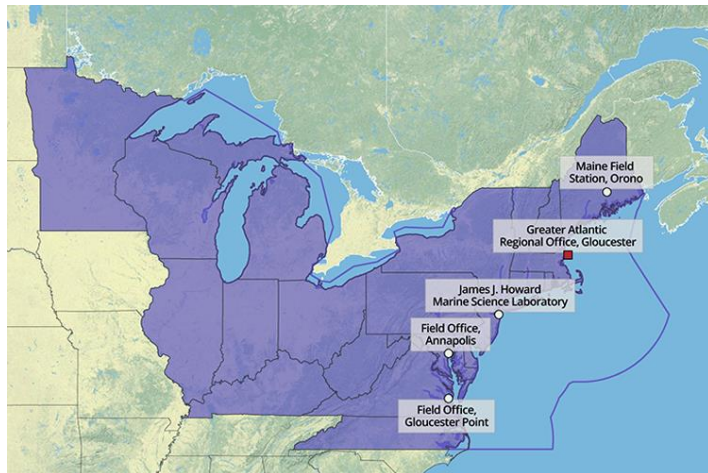 Maine Field
Station, Orono
Greater Atlantic
Regional Office, Gloucester
James J. Howard
Marine Science Laboratory
Field Office,
Annapolis
Field Office,
Gloucester Point